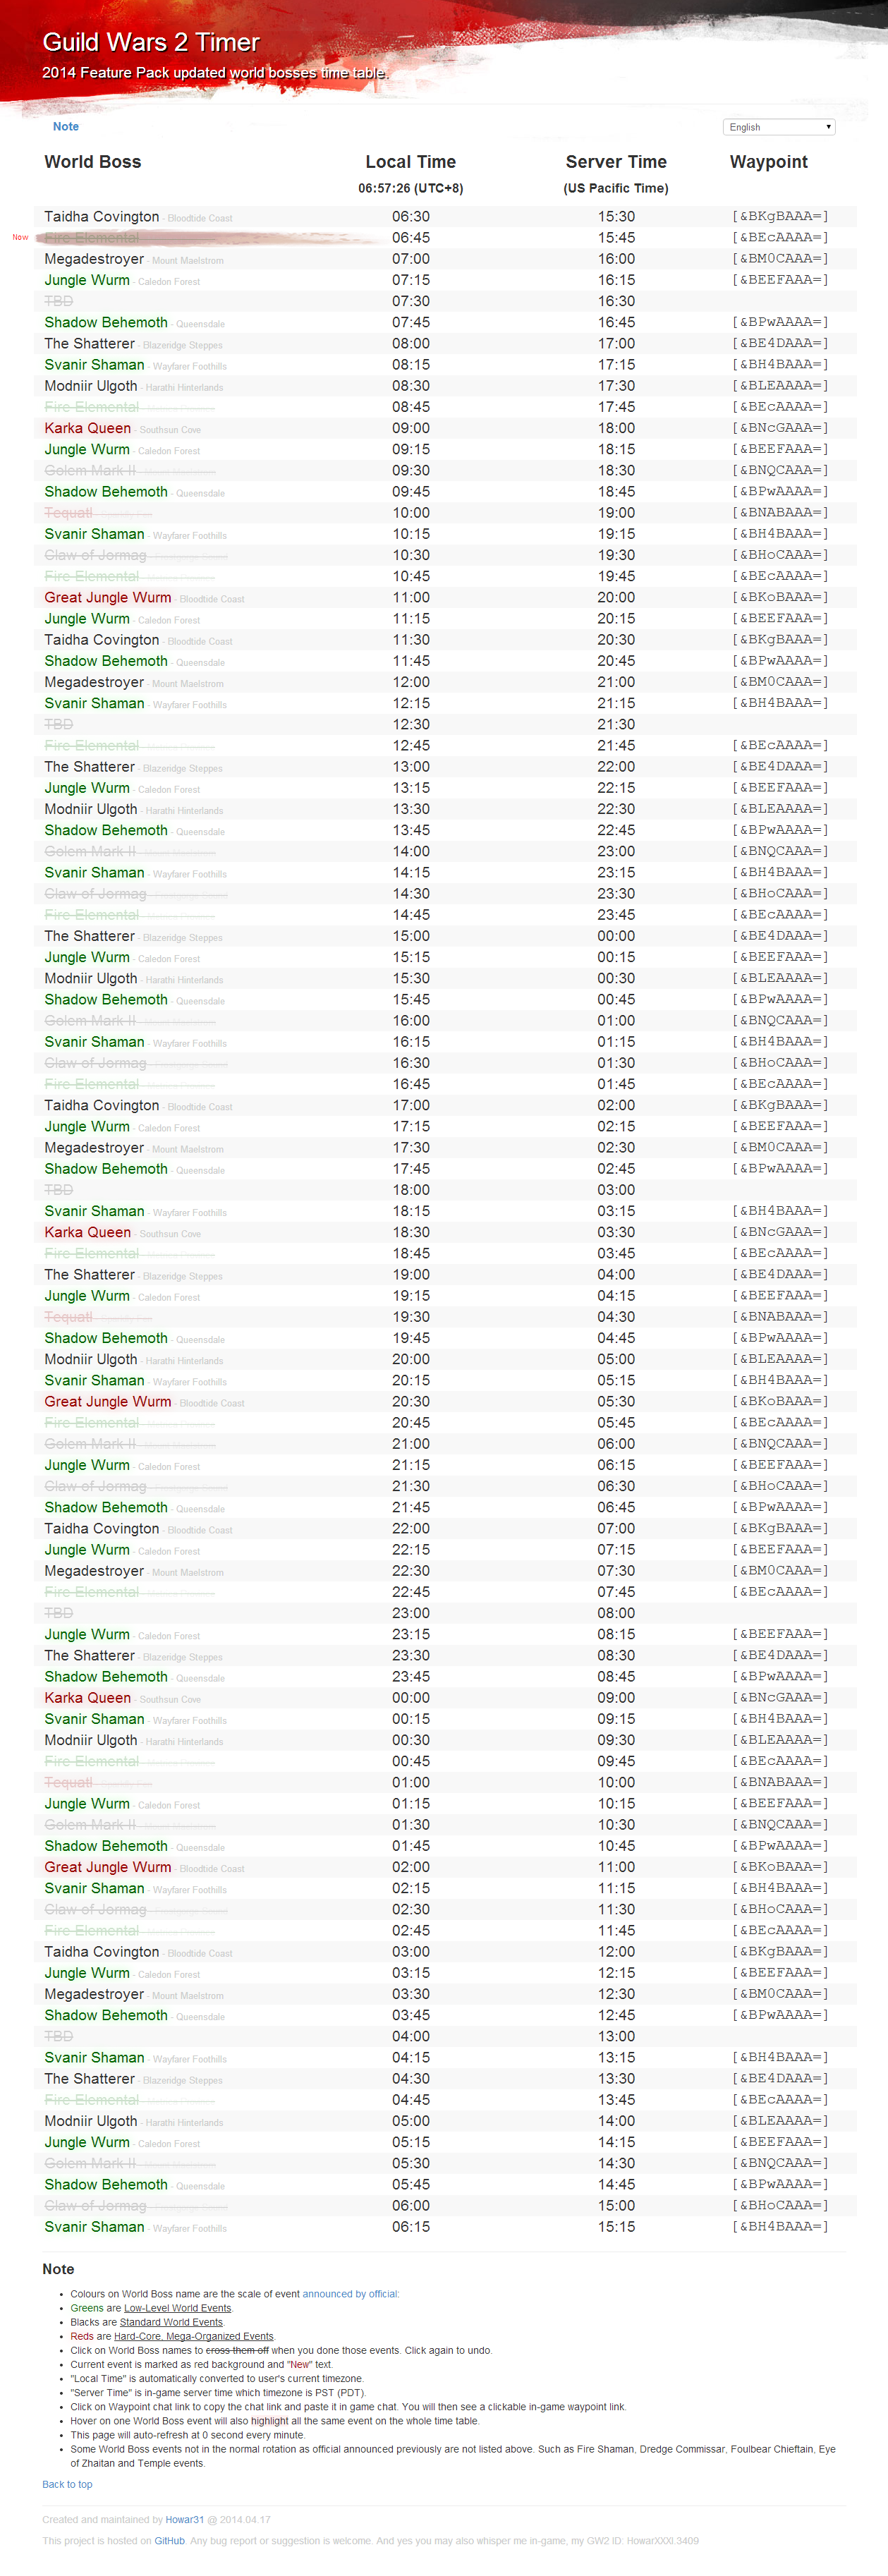 Guild Wars 2 Timer
2014 Feature Pack updated world bosses time table.
Note
English
World Boss Local Time Server Time Waypoint
06:57:26 (UTC+8) (US Pacific Time)
Taidha Covington - Bloodtide Coast 06:30 15:30 [&BKgBAAA=]
Now Fire Elemental 06:45 15:45 [&BEcAAAA=]
Megadestroyer - Mount Maelstrom 07:00 16:00 [&BM0CAAA=]
Jungle Wurm - Caledon Forest 07:15 16:15 [&BEEFAAA=]
TBD 07:30 16:30
Shadow Behemoth - Queensdale 07:45 16:45 [&BPwAAAA=]
The Shatterer - Blazeridge Steppes 08:00 17:00 [&BE4DAAA=]
Svanir Shaman - Wayfarer Foothills 08:15 17:15 [&BH4BAAA=]
Modniir Ulgoth - Harathi Hinterlands 08:30 17:30 [&BLEAAAA=]
Fire Elemental 08:45 17:45 [&BEcAAAA=]
Karka Queen - Southsun Cove 09:00 18:00 [&BNcGAAA=]
Jungle Wurm - Caledon Forest 09:15 18:15 [&BEEFAAA=]
Golem Mark II 09:30 18:30 [&BNQCAAA=]
Shadow Behemoth - Queensdale 09:45 18:45 [&BPwAAAA=]
Tequatl 10:00 19:00 [&BNABAAA=]
Svanir Shaman - Wayfarer Foothills 10:15 19:15 [&BH4BAAA=]
Claw of Jormag 10:30 19:30 [&BHoCAAA=]
Fire Elemental 10:45 19:45 [&BEcAAAA=]
Great Jungle Wurm - Bloodtide Coast 11:00 20:00 [&BKoBAAA=]
Jungle Wurm - Caledon Forest 11:15 20:15 [&BEEFAAA=]
Taidha Covington - Bloodtide Coast 11:30 20:30 [&BKgBAAA=]
Shadow Behemoth - Queensdale 11:45 20:45 [&BPwAAAA=]
Megadestroyer - Mount Maelstrom 12:00 21:00 [&BM0CAAA=]
Svanir Shaman - Wayfarer Foothills 12:15 21:15 [&BH4BAAA=]
TBD 12:30 21:30
Fire Elemental 12:45 21:45 [&BEcAAAA=]
The Shatterer - Blazeridge Steppes 13:00 22:00 [&BE4DAAA=]
Jungle Wurm - Caledon Forest 13:15 22:15 [&BEEFAAA=]
Modniir Ulgoth - Harathi Hinterlands 13:30 22:30 [&BLEAAAA=]
Shadow Behemoth - Queensdale 13:45 22:45 [&BPwAAAA=]
Golem Mark II 14:00 23:00 [&BNQCAAA=]
Svanir Shaman - Wayfarer Foothills 14:15 23:15 [&BH4BAAA=]
Claw of Jormag 14:30 23:30 [&BHoCAAA=]
Fire Elemental 14:45 23:45 [&BEcAAAA=]
The Shatterer - Blazeridge Steppes 15:00 00:00 [&BE4DAAA=]
Jungle Wurm - Caledon Forest 15:15 00:15 [&BEEFAAA=]
Modniir Ulgoth - Harathi Hinterlands 15:30 00:30 [&BLEAAAA=]
Shadow Behemoth - Queensdale 15:45 00:45 [&BPwAAAA=]
Golem Mark II 16:00 01:00 [&BNQCAAA=]
Svanir Shaman - Wayfarer Foothills 16:15 01:15 [&BH4BAAA=]
Claw of Jormag 16:30 01:30 [&BHoCAAA=]
Fire Elemental 16:45 01:45 [&BEcAAAA=]
Taidha Covington - Bloodtide Coast 17:00 02:00 [&BKgBAAA=]
Jungle Wurm - Caledon Forest 17:15 02:15 [&BEEFAAA=]
Megadestroyer - Mount Maelstrom 17:30 02:30 [&BM0CAAA=]
Shadow Behemoth - Queensdale 17:45 02:45 [&BPwAAAA=]
TBD 18:00 03:00
Svanir Shaman - Wayfarer Foothills 18:15 03:15 [&BH4BAAA=]
Karka Queen - Southsun Cove 18:30 03:30 [&BNcGAAA=]
Fire Elemental 18:45 03:45 [&BEcAAAA=]
The Shatterer - Blazeridge Steppes 19:00 04:00 [&BE4DAAA=]
Jungle Wurm - Caledon Forest 19:15 04:15 [&BEEFAAA=]
Tequatl 19:30 04:30 [&BNABAAA=]
Shadow Behemoth - Queensdale 19:45 04:45 [&BPwAAAA=]
Modniir Ulgoth - Harathi Hinterlands 20:00 05:00 [&BLEAAAA=]
Svanir Shaman - Wayfarer Foothills 20:15 05:15 [&BH4BAAA=]
Great Jungle Wurm - Bloodtide Coast 20:30 05:30 [&BKoBAAA=]
Fire Elemental 20:45 05:45 [&BEcAAAA=]
Golem Mark II 21:00 06:00 [&BNQCAAA=]
Jungle Wurm - Caledon Forest 21:15 06:15 [&BEEFAAA=]
Claw of Jormag 21:30 06:30 [&BHoCAAA=]
Shadow Behemoth - Queensdale 21:45 06:45 [&BPwAAAA=]
Taidha Covington - Bloodtide Coast 22:00 07:00 [&BKgBAAA=]
Jungle Wurm - Caledon Forest 22:15 07:15 [&BEEFAAA=]
Megadestroyer - Mount Maelstrom 22:30 07:30 [&BM0CAAA=]
Fire Elemental 22:45 07:45 [&BEcAAAA=]
TBD 23:00 08:00
Jungle Wurm - Caledon Forest 23:15 08:15 [&BEEFAAA=]
The Shatterer - Blazeridge Steppes 23:30 08:30 [&BE4DAAA=]
Shadow Behemoth - Queensdale 23:45 08:45 [&BPwAAAA=]
Karka Queen - Southsun Cove 00:00 09:00 [&BNcGAAA=]
Svanir Shaman - Wayfarer Foothills 00:15 09:15 [&BH4BAAA=]
Modniir Ulgoth - Harathi Hinterlands 00:30 09:30 [&BLEAAAA=]
Fire Elemental 00:45 09:45 [&BEcAAAA=]
Tequatl 01:00 10:00 [&BNABAAA=]
Jungle Wurm - Caledon Forest 01:15 10:15 [&BEEFAAA=]
Golem Mark II 01:30 10:30 [&BNQCAAA=]
Shadow Behemoth - Queensdale 01:45 10:45 [&BPwAAAA=]
Great Jungle Wurm - Bloodtide Coast 02:00 11:00 [&BKoBAAA=]
Svanir Shaman - Wayfarer Foothills 02:15 11:15 [&BH4BAAA=]
Claw of Jormag 02:30 11:30 [&BHoCAAA=]
Fire Elemental 02:45 11:45 [&BEcAAAA=]
Taidha Covington - Bloodtide Coast 03:00 12:00 [&BKgBAAA=]
Jungle Wurm - Caledon Forest 03:15 12:15 [&BEEFAAA=]
Megadestroyer - Mount Maelstrom 03:30 12:30 [&BM0CAAA=]
Shadow Behemoth - Queensdale 03:45 12:45 [&BPwAAAA=]
TBD 04:00 13:00
Svanir Shaman - Wayfarer Foothills 04:15 13:15 [&BH4BAAA=]
The Shatterer - Blazeridge Steppes 04:30 13:30 [&BE4DAAA=]
Fire Elemental 04:45 13:45 [&BEcAAAA=]
Modniir Ulgoth - Harathi Hinterlands 05:00 14:00 [&BLEAAAA=]
Jungle Wurm - Caledon Forest 05:15 14:15 [&BEEFAAA=]
Golem Mark II 05:30 14:30 [&BNQCAAA=]
Shadow Behemoth - Queensdale 05:45 14:45 [&BPwAAAA=]
Claw of Jormag 06:00 15:00 [&BHoCAAA=]
Svanir Shaman - Wayfarer Foothills 06:15 15:15 [&BH4BAAA=]
Note
• Colours on World Boss name are the scale of event announced by official:
• Greens are Low-Level World Events.
• Blacks are Standard World Events.
• Reds are Hard-Core, Mega-Organized Events.
• Click on World Boss names to cross them off when you done those events. Click again to undo.
• Current event is marked as red background and "New" text.
• "Local Time" is automatically converted to user's current timezone.
• "Server Time" is in-game server time which timezone is PST (PDT).
• Click on Waypoint chat link to copy the chat link and paste it in game chat. You will then see a clickable in-game waypoint link.
• Hover on one World Boss event will also highlight all the same event on the whole time table.
• This page will auto-refresh at 0 second every minute.
• Some World Boss events not in the normal rotation as official announced previously are not listed above. Such as Fire Shaman, Dredge Commissar, Foulbear Chieftain, Eye
of Zhaitan and Temple events.
Back to top
Created and maintained by Howar31 @ 2014.04.17
This project is hosted on GitHub. Any bug report or suggestion is welcome. And yes you may also whisper me in-game, my GW2 ID: HowarXXXI.3409